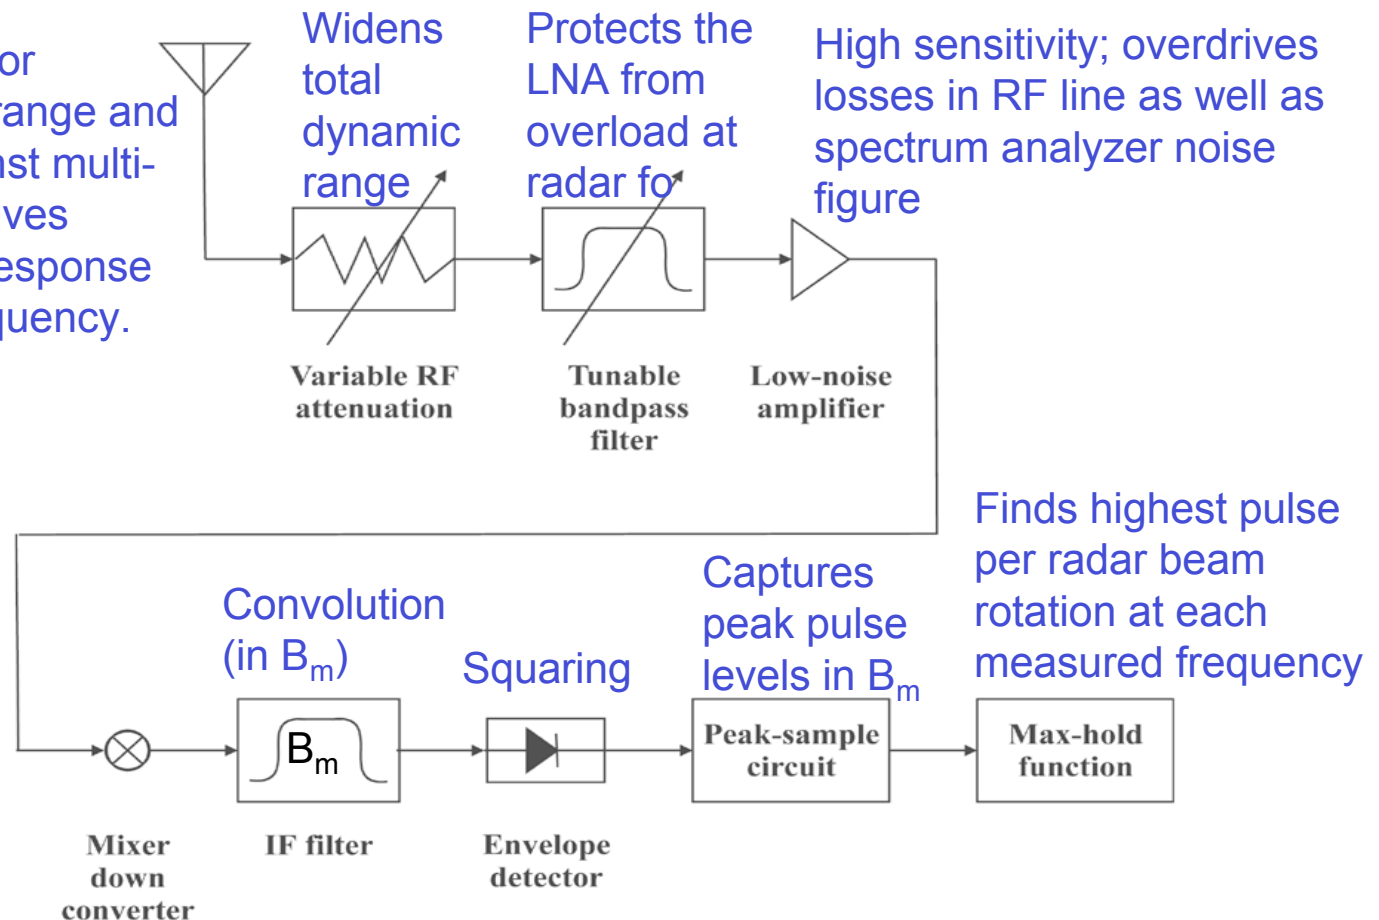 or
range and
nst multi-
ives
esponse
quency.
Widens
total
dynamic
range
Protects the
LNA from
overload at
radar fo
High sensitivity; overdrives
losses in RF line as well as
spectrum analyzer noise
figure
Variable RF
attenuation
Tunable
bandpass
filter
Low-noise
amplifier
Convolution
(in Bm)
Squaring
Captures
peak pulse
levels in Bm
Finds highest pulse
per radar beam
rotation at each
measured frequency
Bm
Peak-sample
circuit
Max-hold
function
Mixer
down
converter
IF filter
Envelope
detector